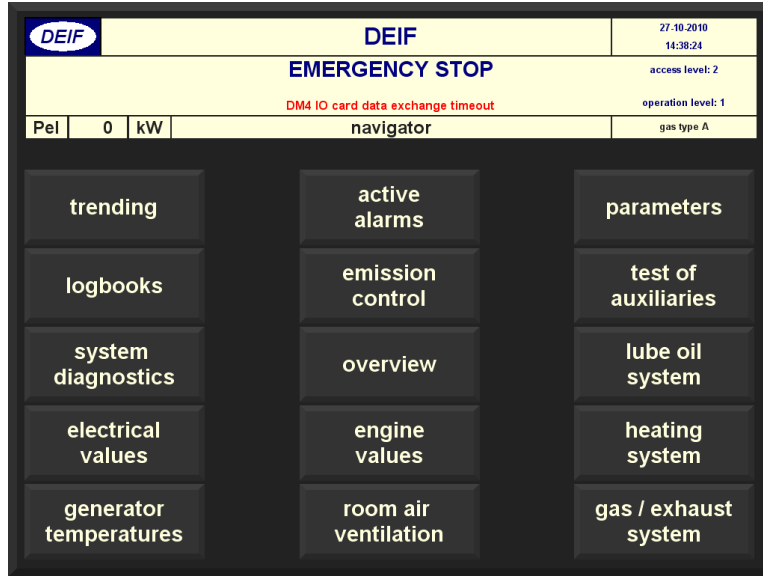 DEIF
DEIF
27-10-2010
14:38:24
EMERGENCY STOP
access level: 2
DM4 IO card data exchange timeout
operation level: 1
Pel 0 kW
navigator
gas type A
trending
active
alarms
parameters
logbooks
emission
control
test of
auxiliaries
system
diagnostics
overview
lube oil
system
electrical
values
engine
values
heating
system
generator
temperatures
room air
ventilation
gas / exhaust
system